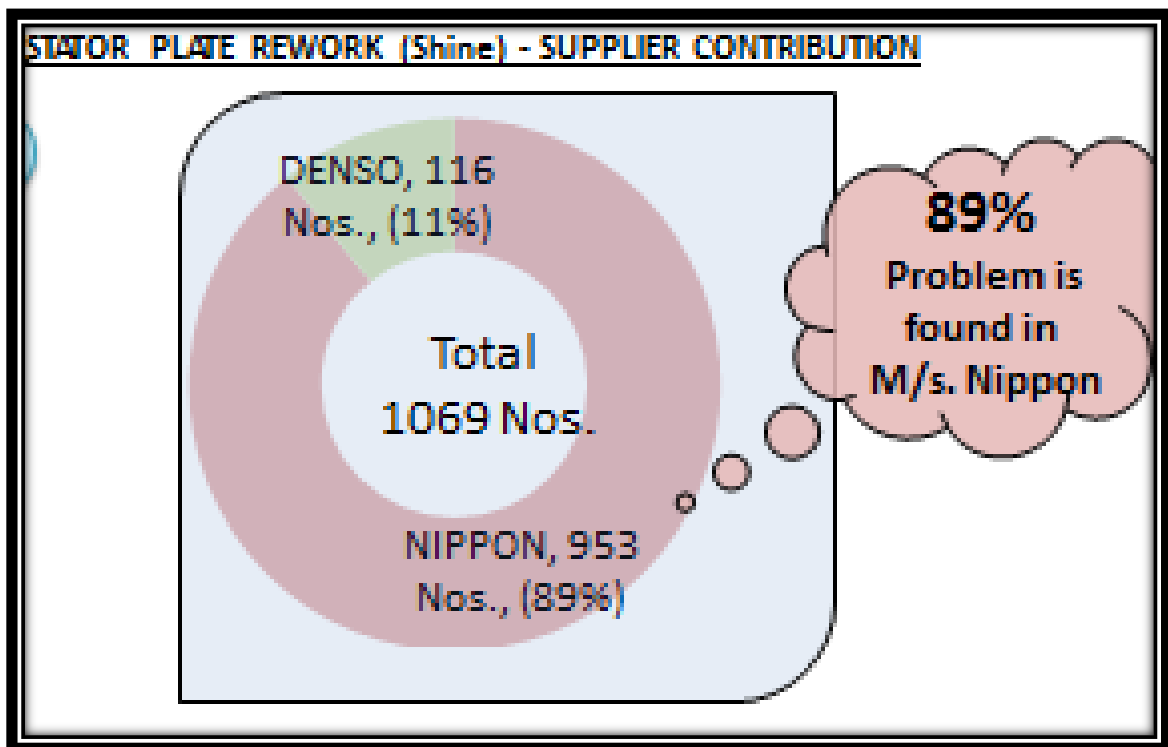 STATOR PLATE REWORK (Shine) - SUPPLIER CONTRIBUTION
DENSO, 116
Nos., (11%)
Total
1069 Nos.
NIPPON, 953
Nos., (89%)
89%
Problem is
found in
M/s. Nippon